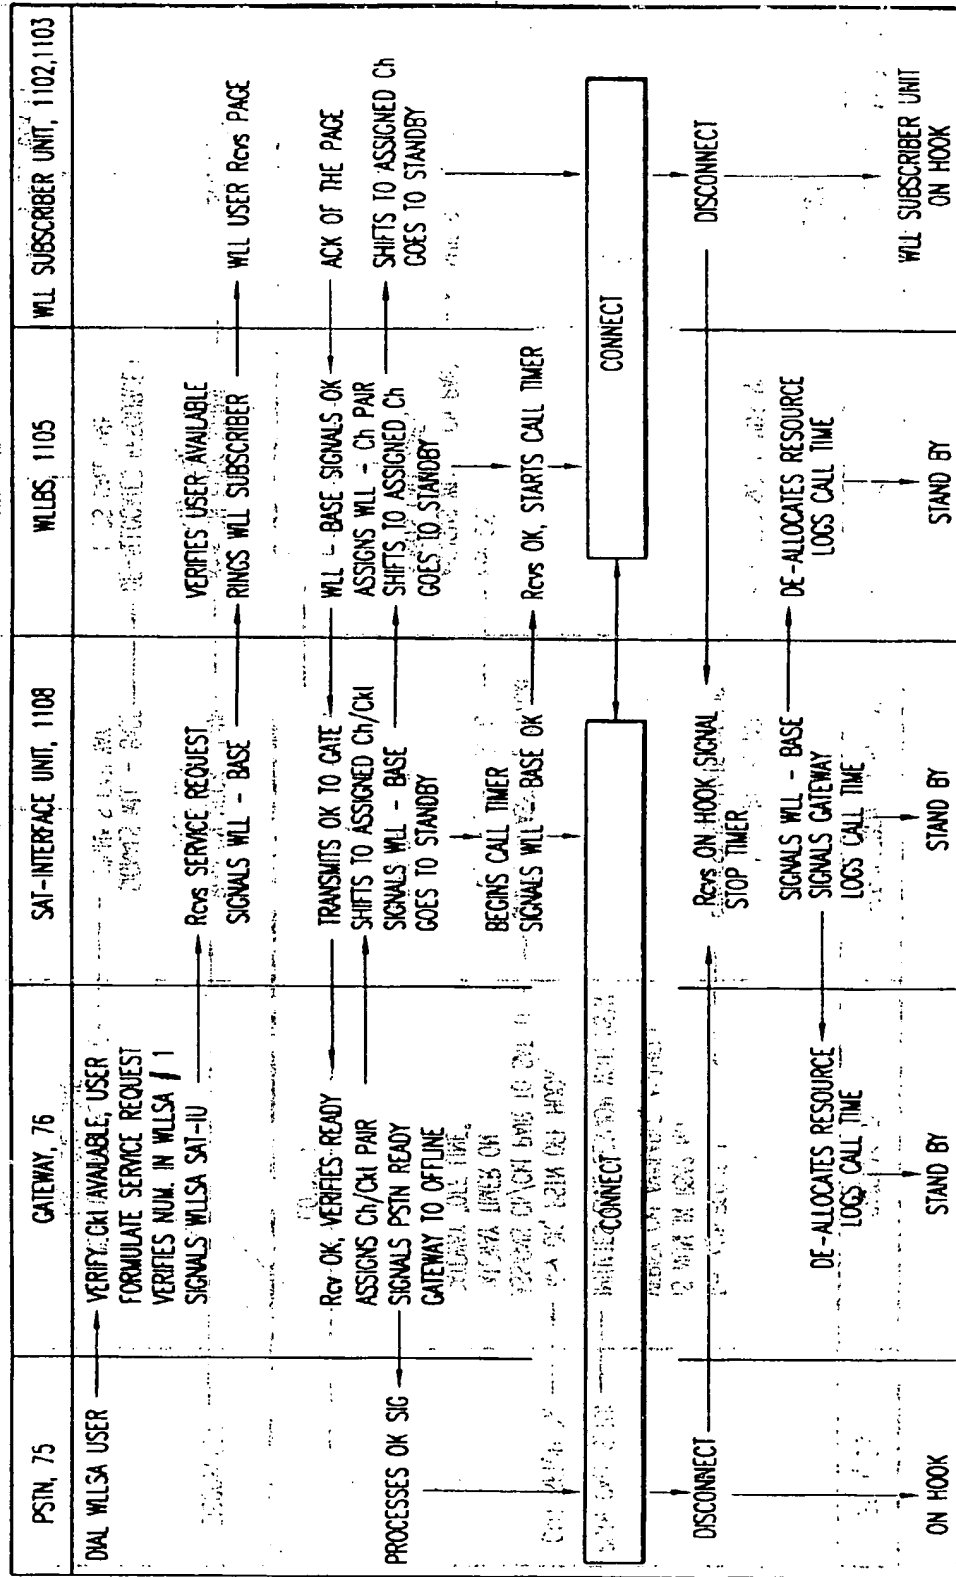 PSTN, 75
GATEWAY, 76
SAT-INTERFACE UNIT, 1108
WLLBS, 1105
WLL SUBSCRIBER UNIT, 1102,1103
DIAL WLLSA USER
VERIFY Ckl AVAILABLE, USER
FORMULATE SERVICE REQUEST
VERIFIES NUM. IN WLLSA / 1
SIGNALS WLLSA SAT-IU
Rcvs SERVICE REQUEST
SIGNALS WLL - BASE
VERIFIES USER AVAILABLE
RINGS WLL SUBSCRIBER
WLL USER Rcvs PAGE
ACK OF THE PAGE
WLL - BASE SIGNALS OK
TRANSMITS OK TO GATE
Rcv OK, VERIFIES READY
ASSIGNS Ch/Ckl PAIR
SIGNALS PSTN READY
GATEWAY TO OFFLINE
SHIFTS TO ASSIGNED Ch/Ckl
SIGNALS WLL - BASE
GOES TO STANDBY
ASSIGNS WLL - Ch PAIR
SHIFTS TO ASSIGNED, Ch
GOES TO STANDBY
SHIFTS TO ASSIGNED Ch
GOES TO STANDBY
PROCESSES OK SIG
BEGINS CALL TIMER
SIGNALS WLL - BASE OK
Rcvs OK, STARTS CALL TIMER
CONNECT
CONNECT
DISCONNECT
Rcvs ON HOOK SIGNAL
STOP TIMER
DISCONNECT
SIGNALS WLL - BASE
SIGNALS GATEWAY
LOGS CALL TIME
DE-ALLOCATES RESOURCE
LOGS CALL TIME
DE-ALLOCATES RESOURCE
LOGS CALL TIME
ON HOOK
STAND BY
STAND BY
STAND BY
WLL SUBSCRIBER UNIT
ON HOOK